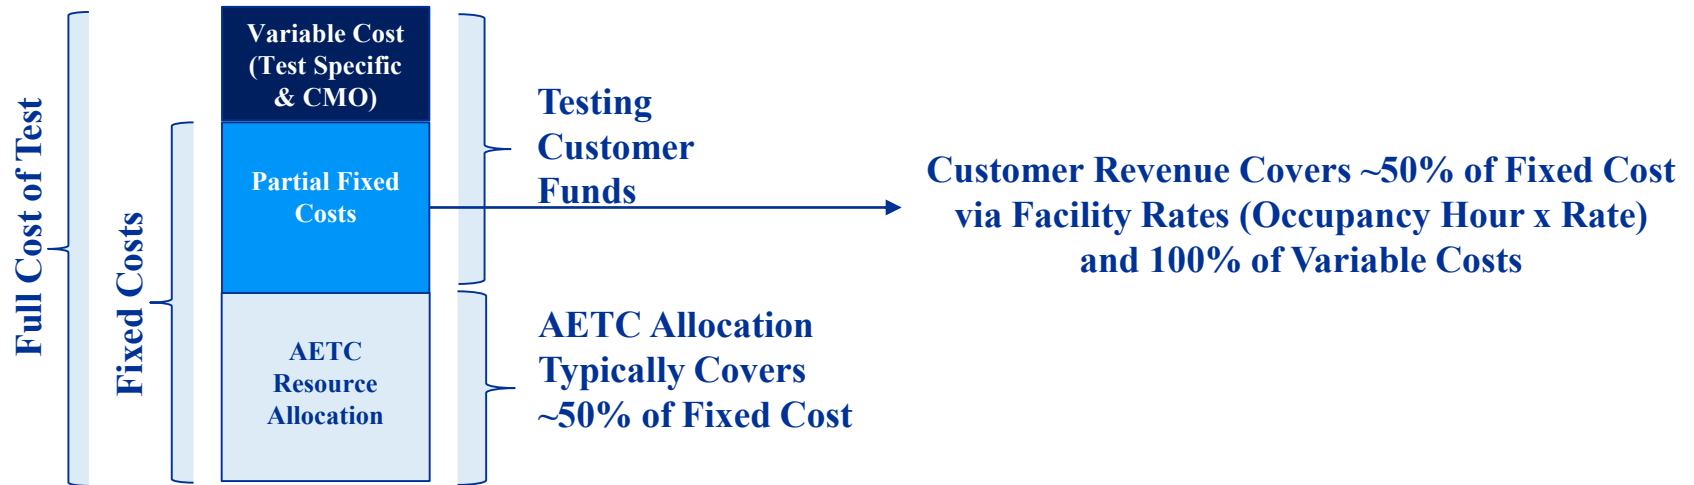 Full Cost of Test
Fixed Costs
Variable Cost
(Test Specific
& CMO)
Partial Fixed
Costs
AETC
Resource
Allocation
Testing
Customer
Funds
AETC Allocation
Typically Covers
~50% of Fixed Cost
Customer Revenue Covers ~50% of Fixed Cost
via Facility Rates (Occupancy Hour x Rate)
and 100% of Variable Costs